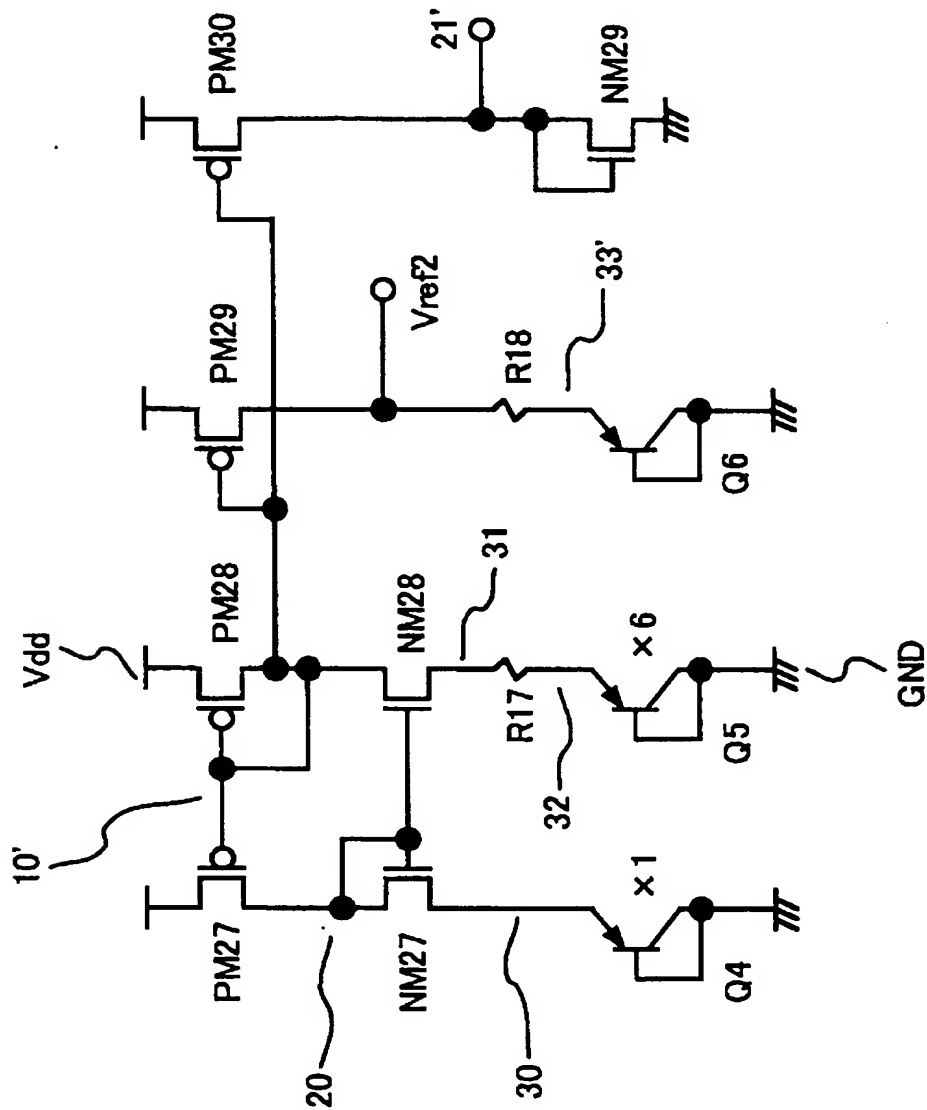 Vdd
10'
PM27
PM28
PM29
PM30
20
NM27
NM28
31
Vref2
21'
30
32
R17
R18
33'
NM29
×1
×6
Q4
Q5
Q6
GND